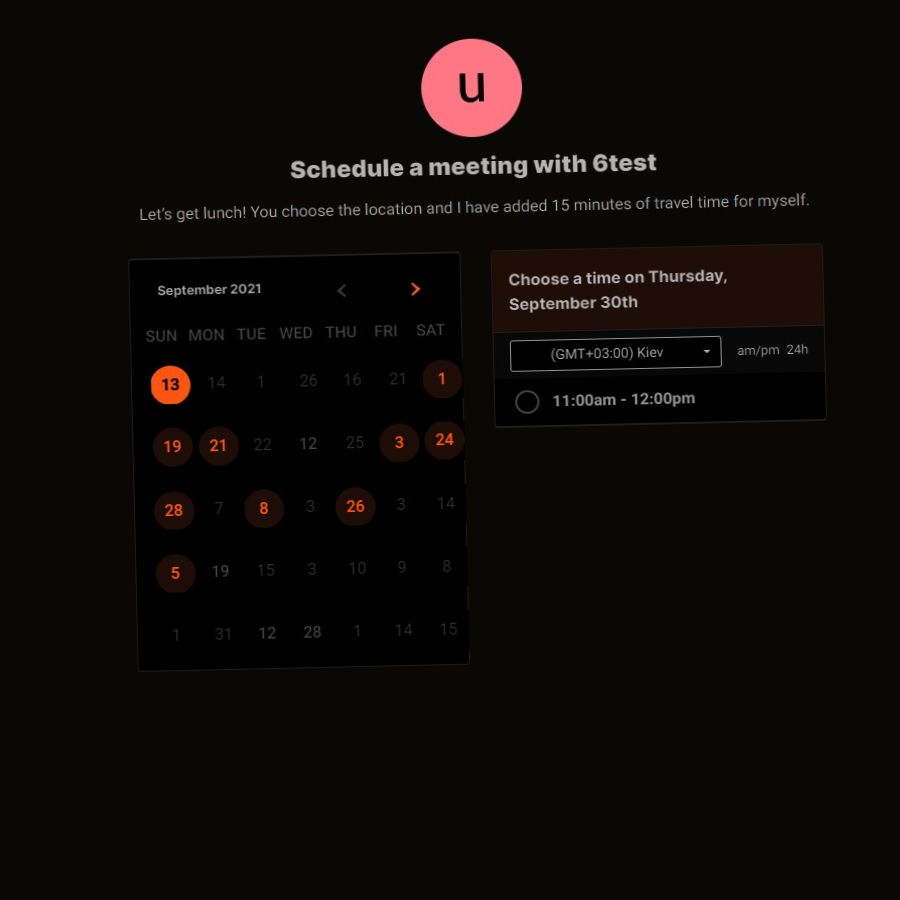 u
Schedule a meeting with 6test
Let's get lunch! You choose the location and I have added 15 minutes of travel time for myself.
September 2021
SUN MON TUE WED THU FRI SAT
13 14 1 26 16 21 1
19 21 22 12 25 3 24
28 7 8 3 26 3 14
5 19 15 3 10 9 8
1 31 12 28 1 14 15
Choose a time on Thursday,
September 30th
(GMT+03:00) Kiev am/pm 24h
11:00am - 12:00pm